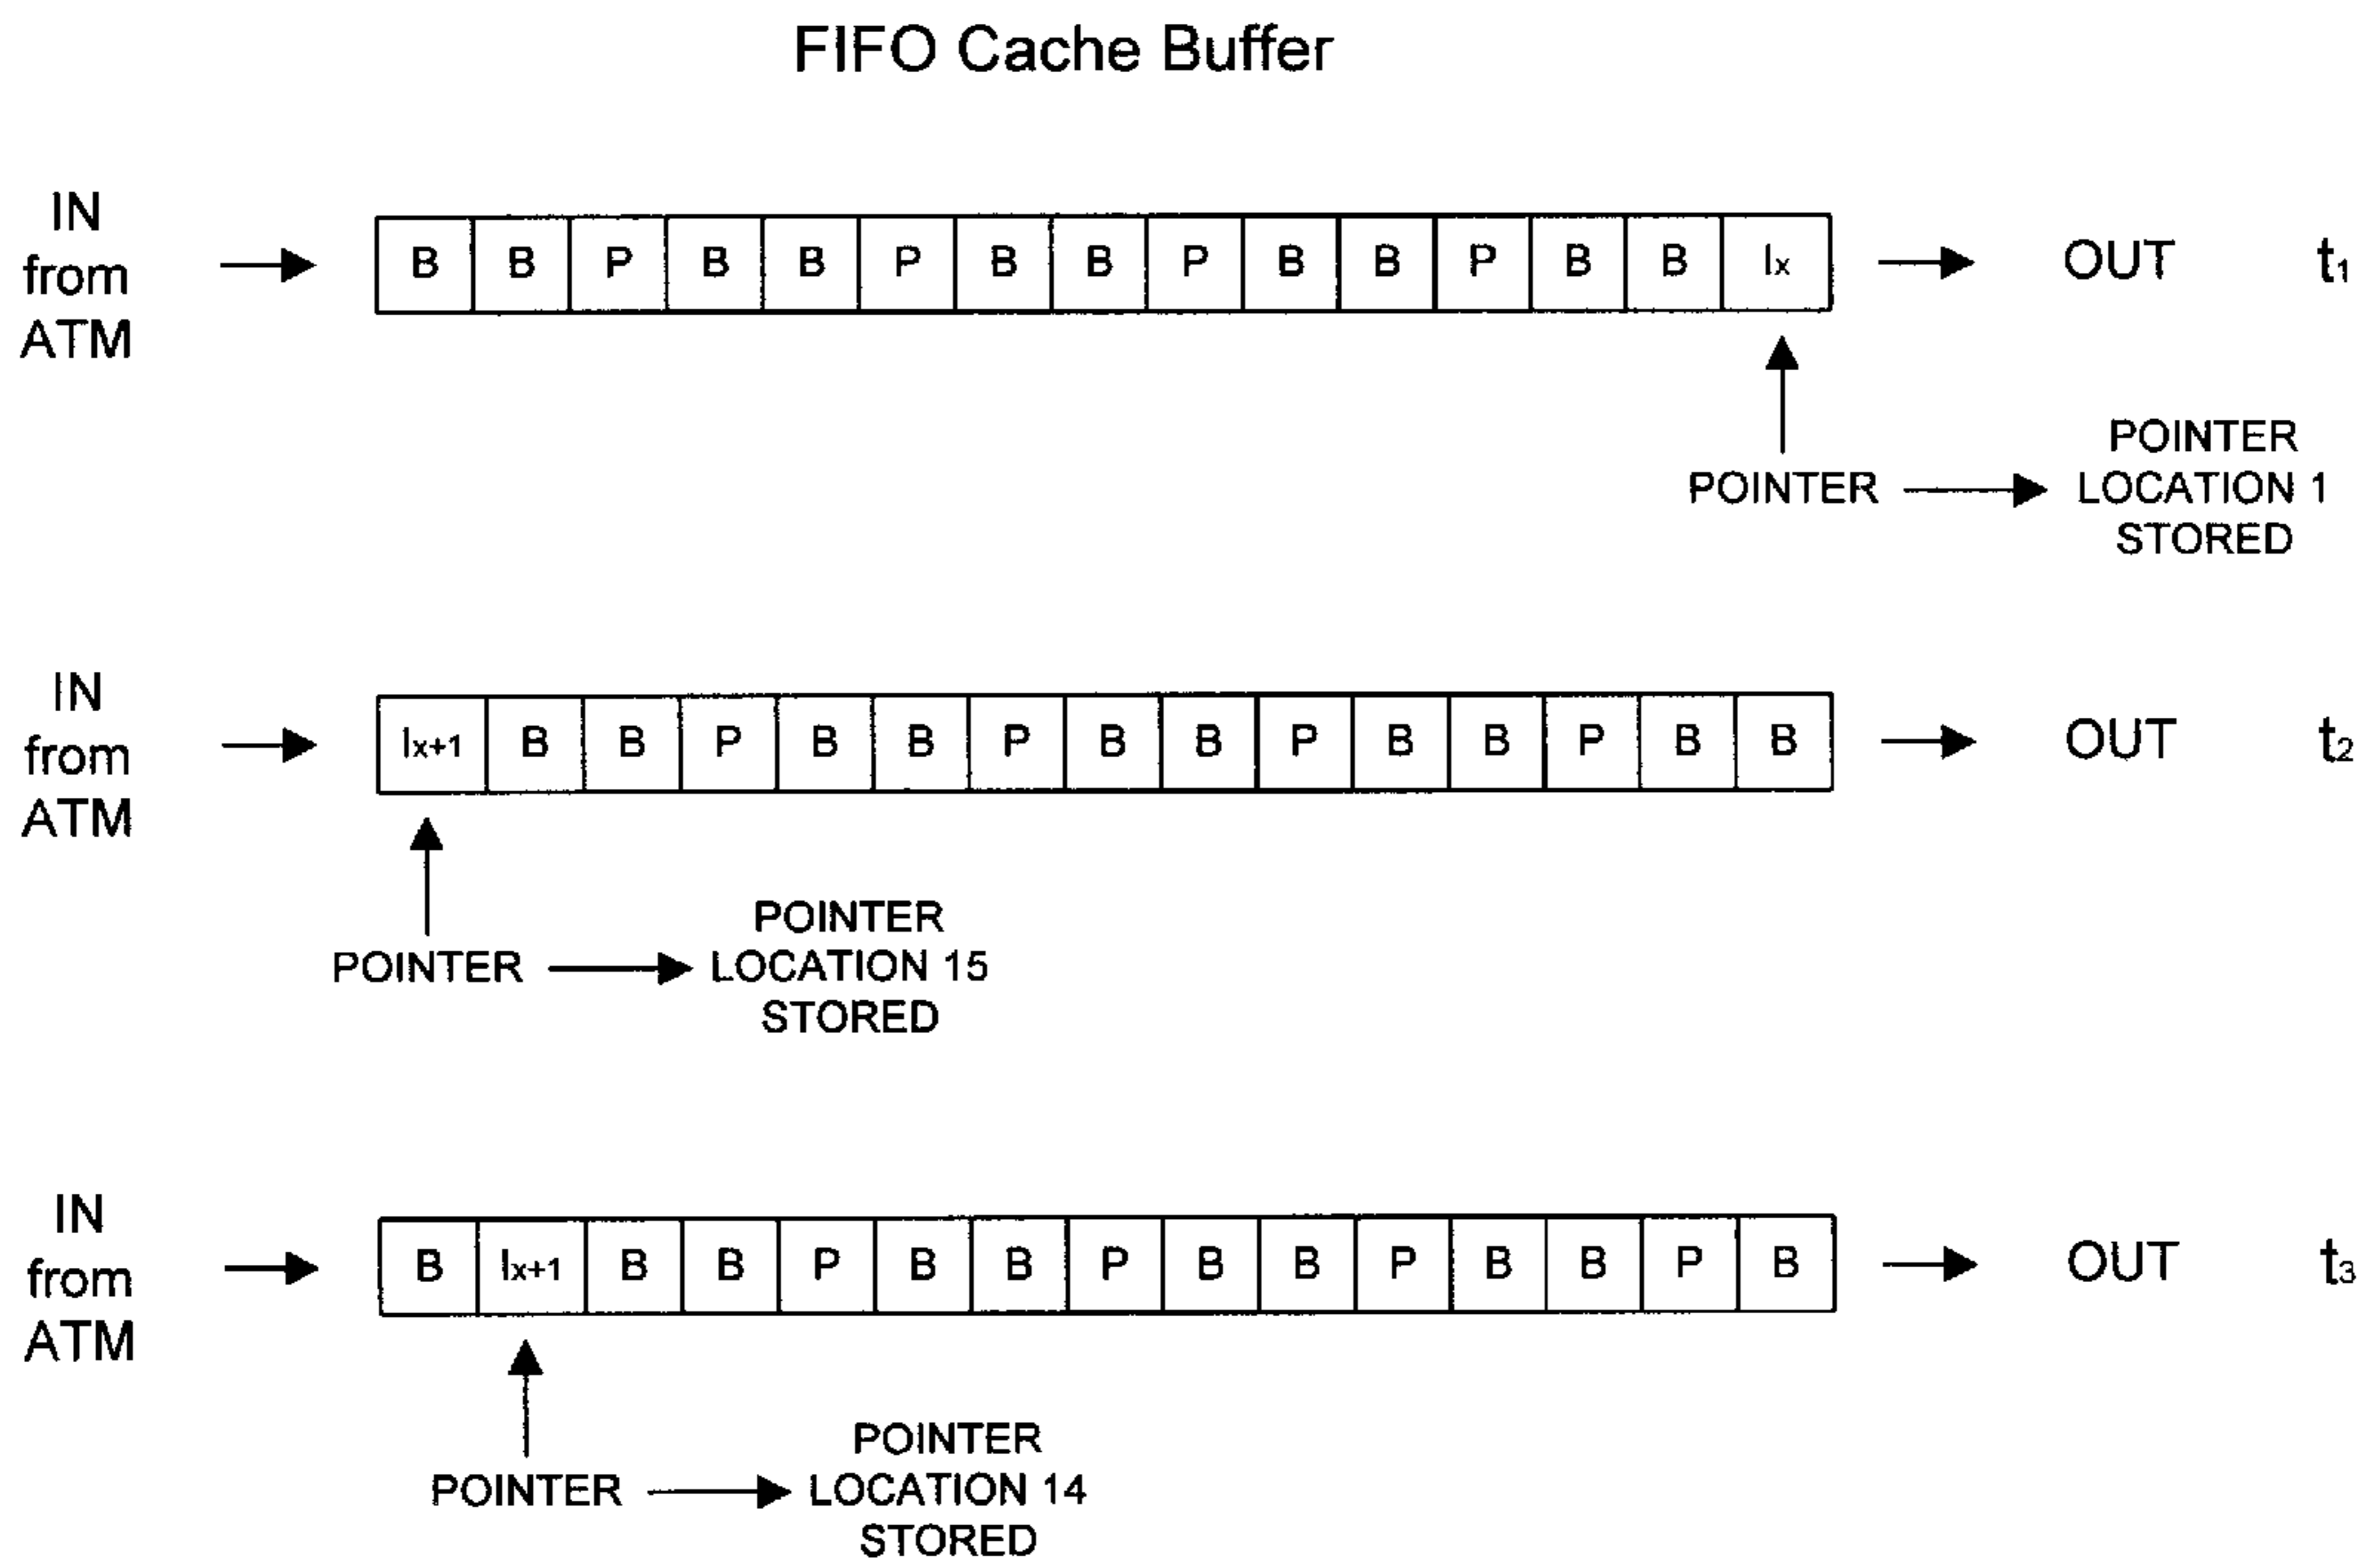 FIFO Cache Buffer
IN
from
ATM
B B P B B P B B P B B P B B Ix
OUT
t1
POINTER
POINTER
LOCATION 1
STORED
IN
from
ATM
Ix+1 B B P B B P B B P B B P B B
OUT
t2
POINTER
POINTER
LOCATION 15
STORED
IN
from
ATM
B Ix+1 B B P B B P B B P B B P B
OUT
t3
POINTER
POINTER
LOCATION 14
STORED